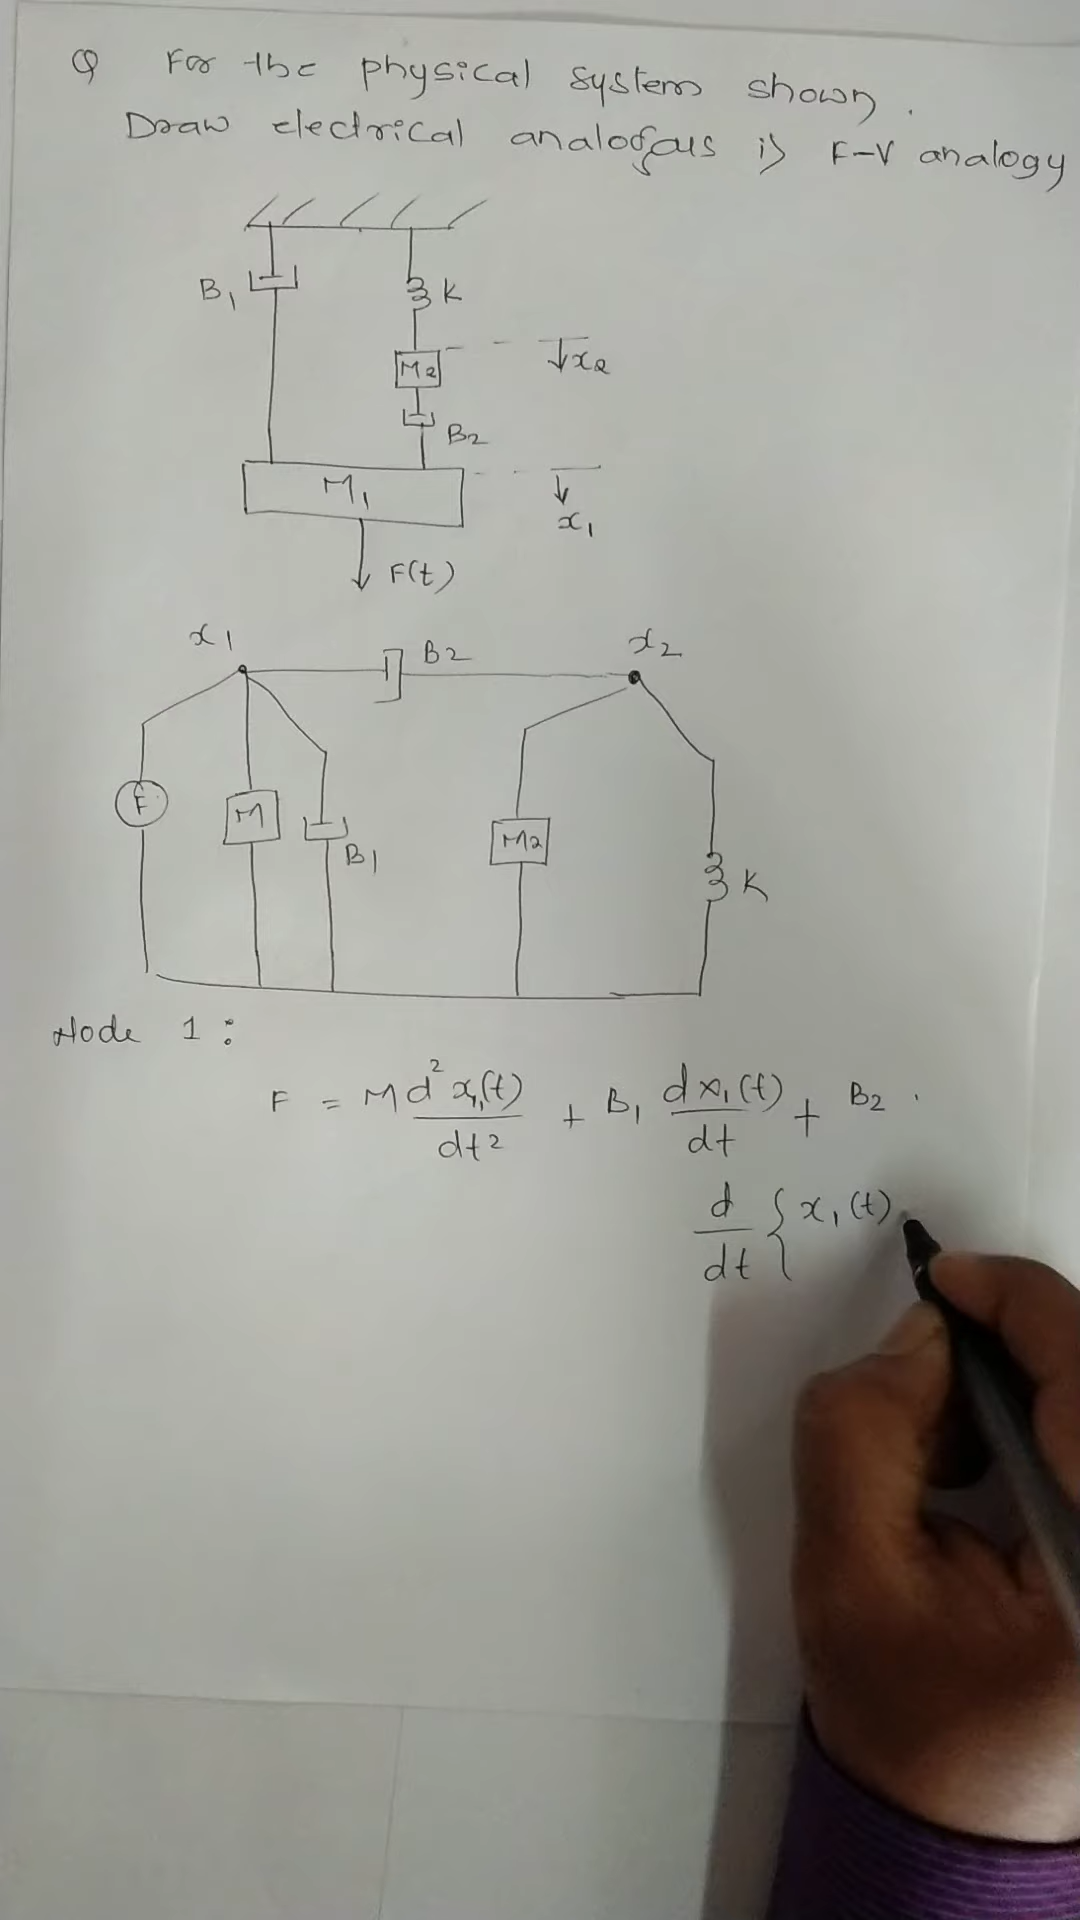 Q For the physical system shown.
Draw electrical analogous i) F-V analogy
B1
K
M2
↓x2
B2
M1
↓
x1
F(t)
x1
B2
x2
F
M
B1
M2
K
Node 1:
F = M d²x1(t)/dt² + B1 dx1(t)/dt + B2 .
d/dt { x1(t)